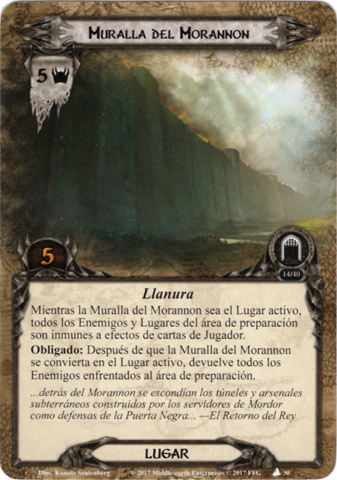 Muralla del Morannon
5
5
14/40
Llanura
Mientras la Muralla del Morannon sea el Lugar activo,
todos los Enemigos y Lugares del área de preparación
son inmunes a efectos de cartas de Jugador.
Obligado: Después de que la Muralla del Morannon
se convierta en el Lugar activo, devuelve todos los
Enemigos enfrentados al área de preparación.
...detrás del Morannon se escondían los túneles y arsenales
subterráneos construidos por los servidores de Mordor
como defensas de la Puerta Negra... —El Retorno del Rey
LUGAR
Illus. Kamila Szutenberg © 2017 Middle-earth Enterprises © 2017 FFG 50